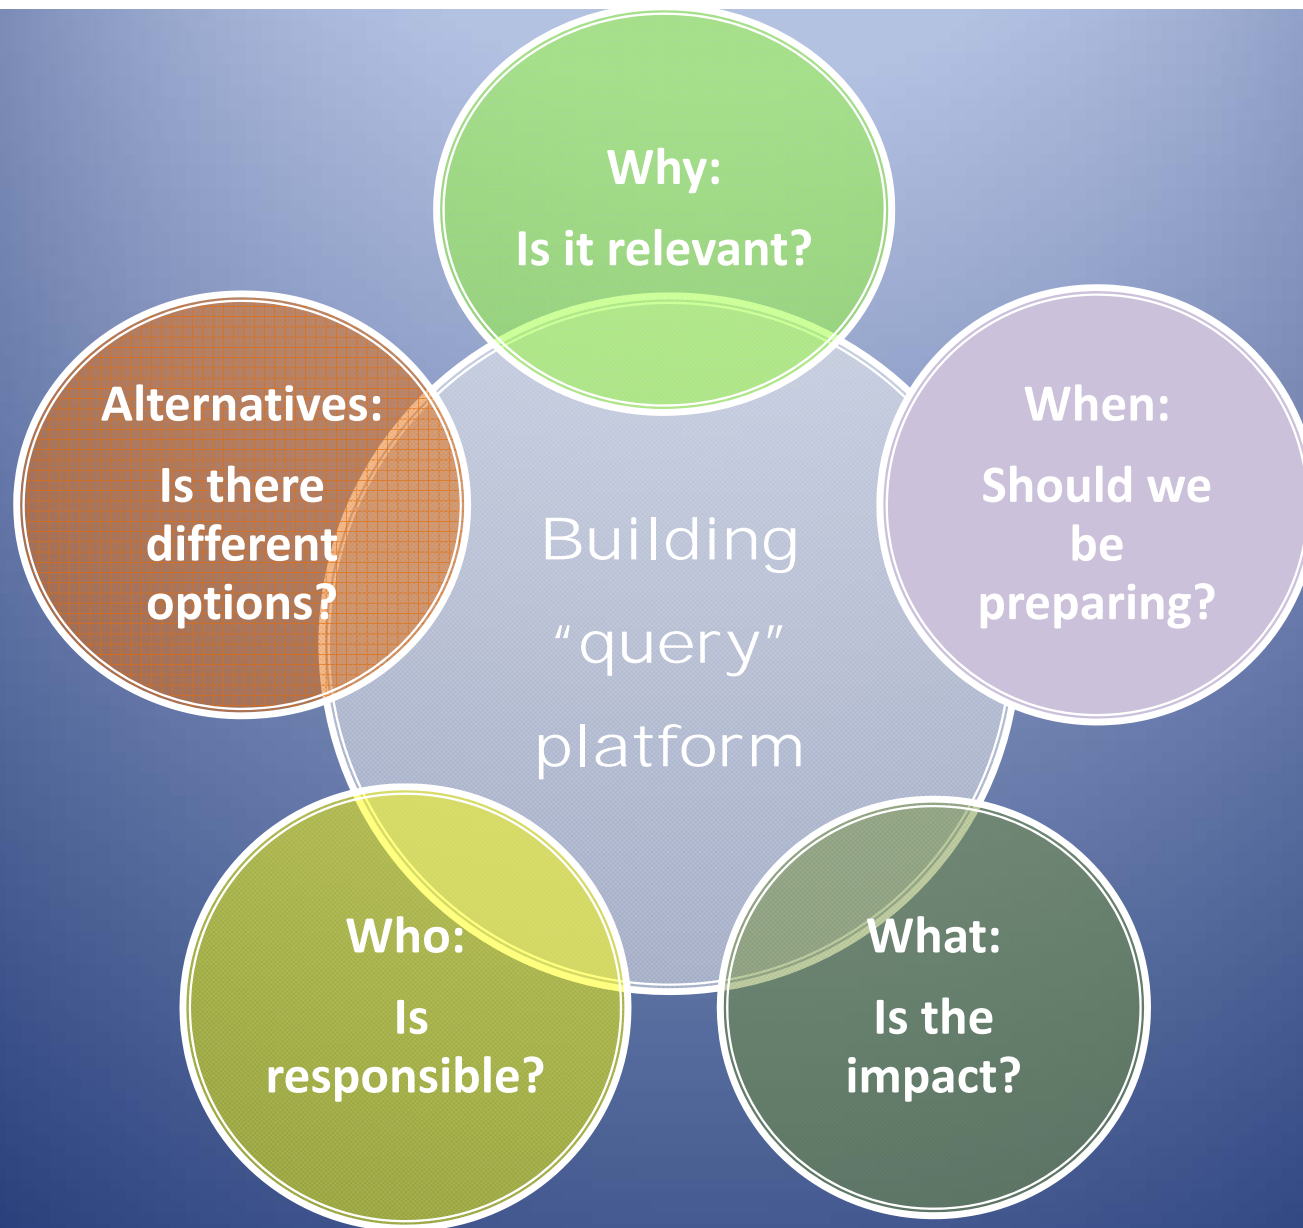 Why:
Is it relevant?
Alternatives:
Is there
different
options?
When:
Should we
be
preparing?
Building
“query”
platform
Who:
Is
responsible?
What:
Is the
impact?